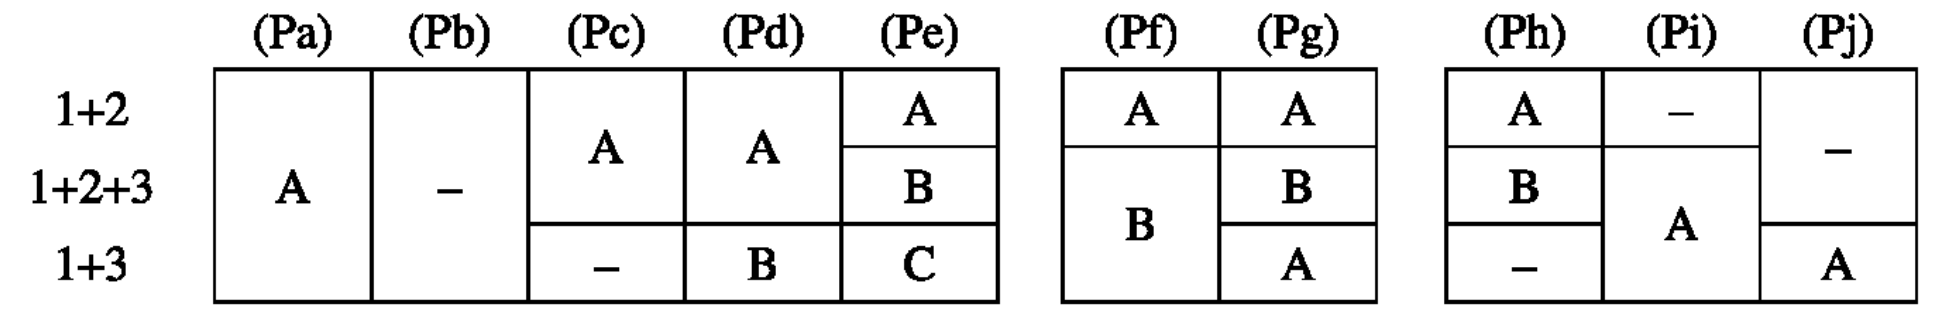 (Pa) (Pb) (Pc) (Pd) (Pe) (Pf) (Pg) (Ph) (Pi) (Pj)
1+2 A A A A –
A A –
1+2+3 A – B B B
B A
1+3 – B C A – A